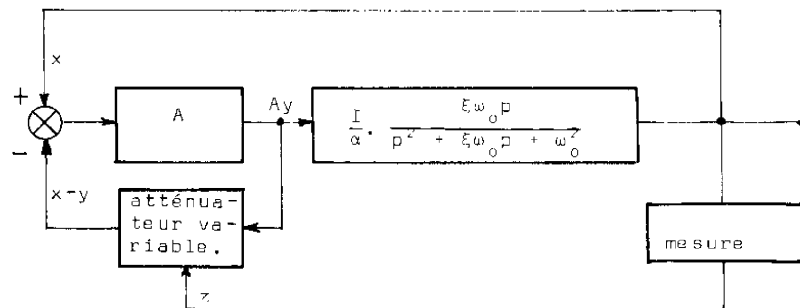 x
+
A
Ay
I/α . ξω₀p / p² + ξω₀p + ω₀²
−
x-y
atténua-
teur va-
riable.
mesure
z